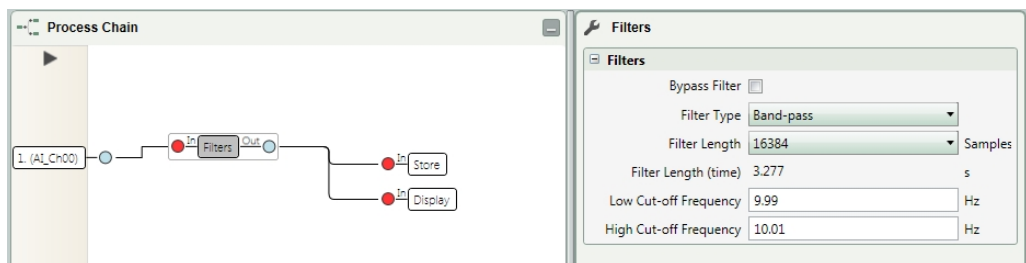 Process Chain
1. (AI_Ch00)
In Filters Out
In Store
In Display
Filters
Filters
Bypass Filter
Filter Type Band-pass
Filter Length 16384 Samples
Filter Length (time) 3.277 s
Low Cut-off Frequency 9.99 Hz
High Cut-off Frequency 10.01 Hz